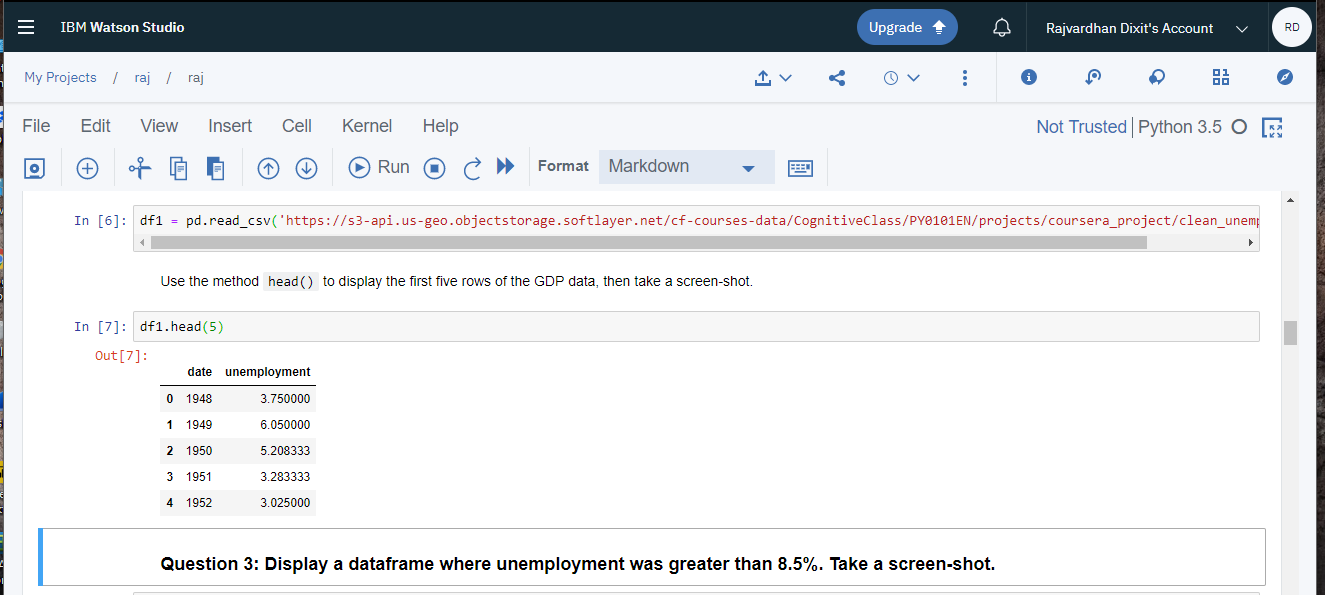 IBM Watson Studio
Upgrade
Rajvardhan Dixit's Account
RD
My Projects / raj / raj
File Edit View Insert Cell Kernel Help
Not Trusted Python 3.5
Run
Format
Markdown
In [6]: df1 = pd.read_csv('https://s3-api.us-geo.objectstorage.softlayer.net/cf-courses-data/CognitiveClass/PY0101EN/projects/coursera_project/clean_unemp
Use the method head() to display the first five rows of the GDP data, then take a screen-shot.
In [7]: df1.head(5)
Out[7]:
date unemployment
0 1948 3.750000
1 1949 6.050000
2 1950 5.208333
3 1951 3.283333
4 1952 3.025000
Question 3: Display a dataframe where unemployment was greater than 8.5%. Take a screen-shot.